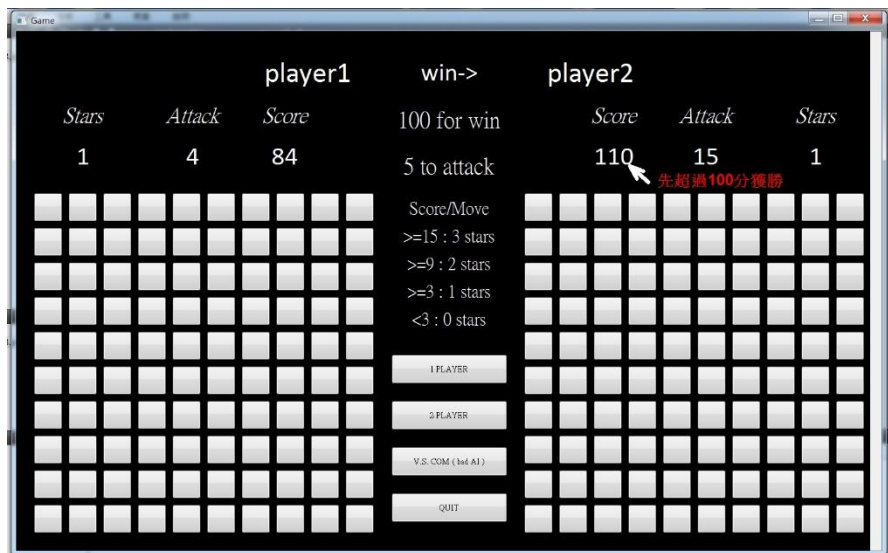 Game
player1 win-> player2
Stars Attack Score 100 for win Score Attack Stars
1 4 84 5 to attack 110 15 1
先超過100分獲勝
Score/Move
>=15 : 3 stars
>=9 : 2 stars
>=3 : 1 stars
<3 : 0 stars
1 PLAYER
2 PLAYER
V.S. COM ( bad AI )
QUIT